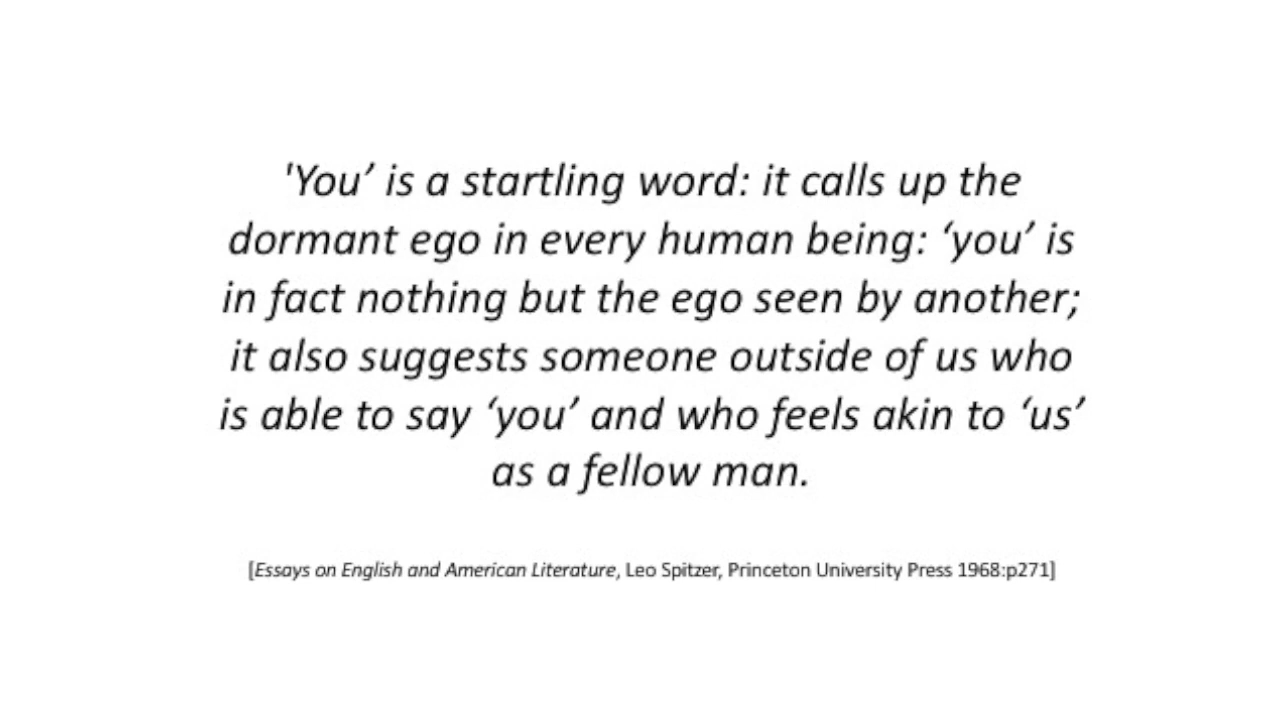 'You’ is a startling word: it calls up the
dormant ego in every human being: ‘you’ is
in fact nothing but the ego seen by another;
it also suggests someone outside of us who
is able to say ‘you’ and who feels akin to ‘us’
as a fellow man.
[Essays on English and American Literature, Leo Spitzer, Princeton University Press 1968:p271]